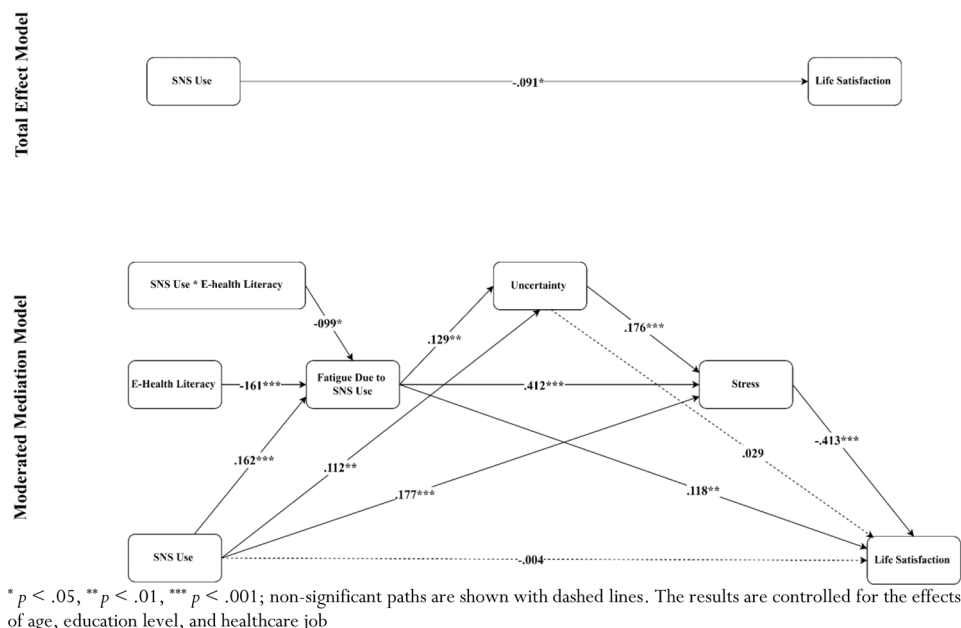 Total Effect Model
SNS Use
-.091*
Life Satisfaction
Moderated Mediation Model
SNS Use * E-health Literacy
Uncertainty
-099*
.129**
.176***
E-Health Literacy
-161***
Fatigue Due to
SNS Use
.412***
Stress
.162***
.112**
.177***
.118**
.029
-.413***
SNS Use
-.004
Life Satisfaction
* p < .05, ** p < .01, *** p < .001; non-significant paths are shown with dashed lines. The results are controlled for the effects
of age, education level, and healthcare job